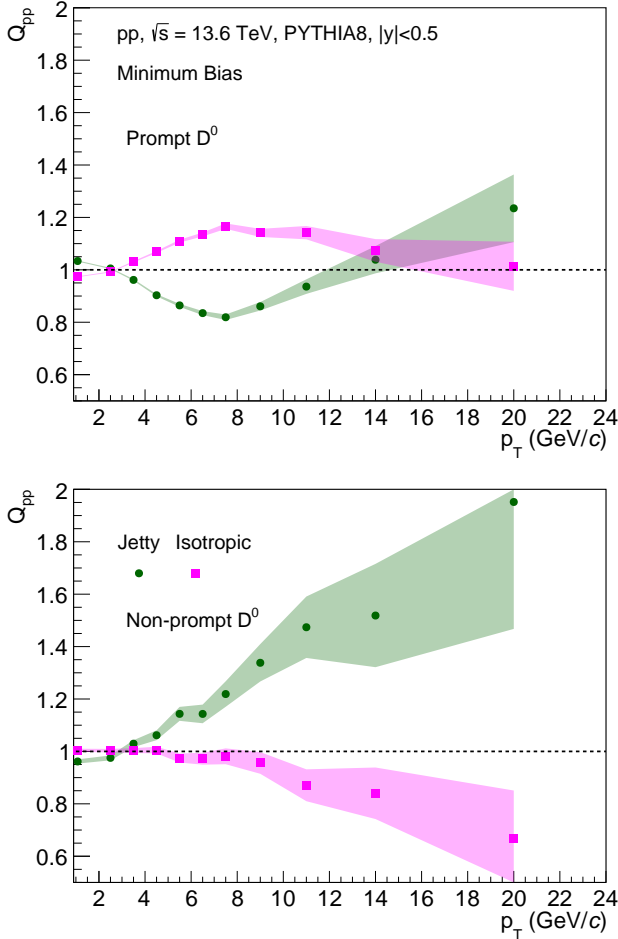 Q_pp
pp, √s = 13.6 TeV, PYTHIA8, |y|<0.5
Minimum Bias
Prompt D⁰
2
1.8
1.6
1.4
1.2
1
0.8
0.6
2 4 6 8 10 12 14 16 18 20 22 24
p_T (GeV/c)
Q_pp
Jetty Isotropic
Non-prompt D⁰
2
1.8
1.6
1.4
1.2
1
0.8
0.6
2 4 6 8 10 12 14 16 18 20 22 24
p_T (GeV/c)